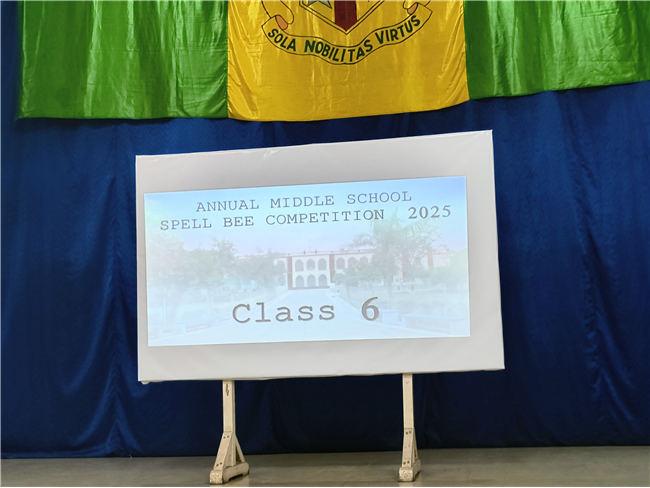 SOLA NOBILITAS VIRTUS
ANNUAL MIDDLE SCHOOL
SPELL BEE COMPETITION 2025
Class 6